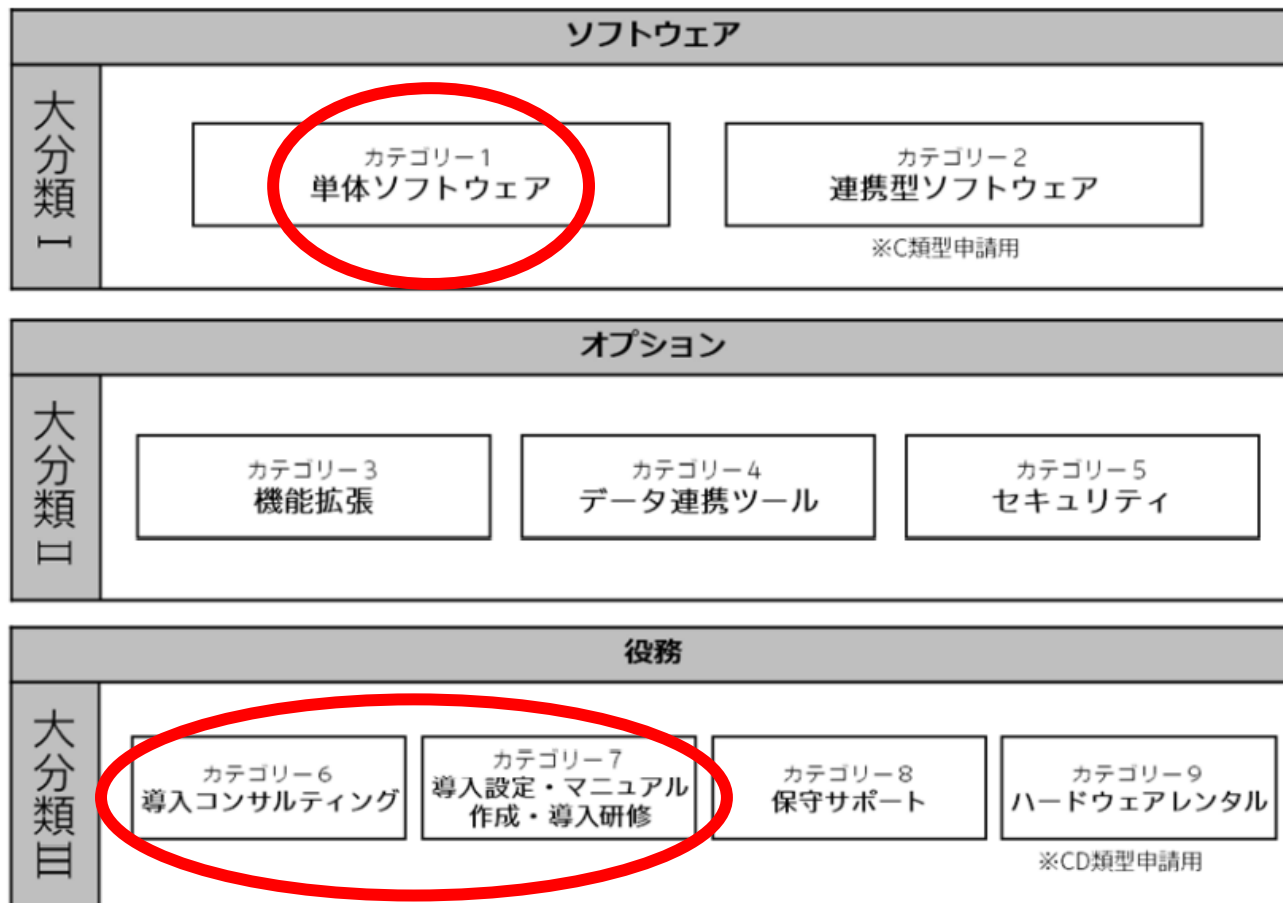 ソフトウェア
大分類Ⅰ
カテゴリー1
単体ソフトウェア
カテゴリー2
連携型ソフトウェア
※C類型申請用
オプション
大分類Ⅱ
カテゴリー3
機能拡張
カテゴリー4
データ連携ツール
カテゴリー5
セキュリティ
役務
大分類Ⅲ
カテゴリー6
導入コンサルティング
カテゴリー7
導入設定・マニュアル
作成・導入研修
カテゴリー8
保守サポート
カテゴリー9
ハードウェアレンタル
※CD類型申請用